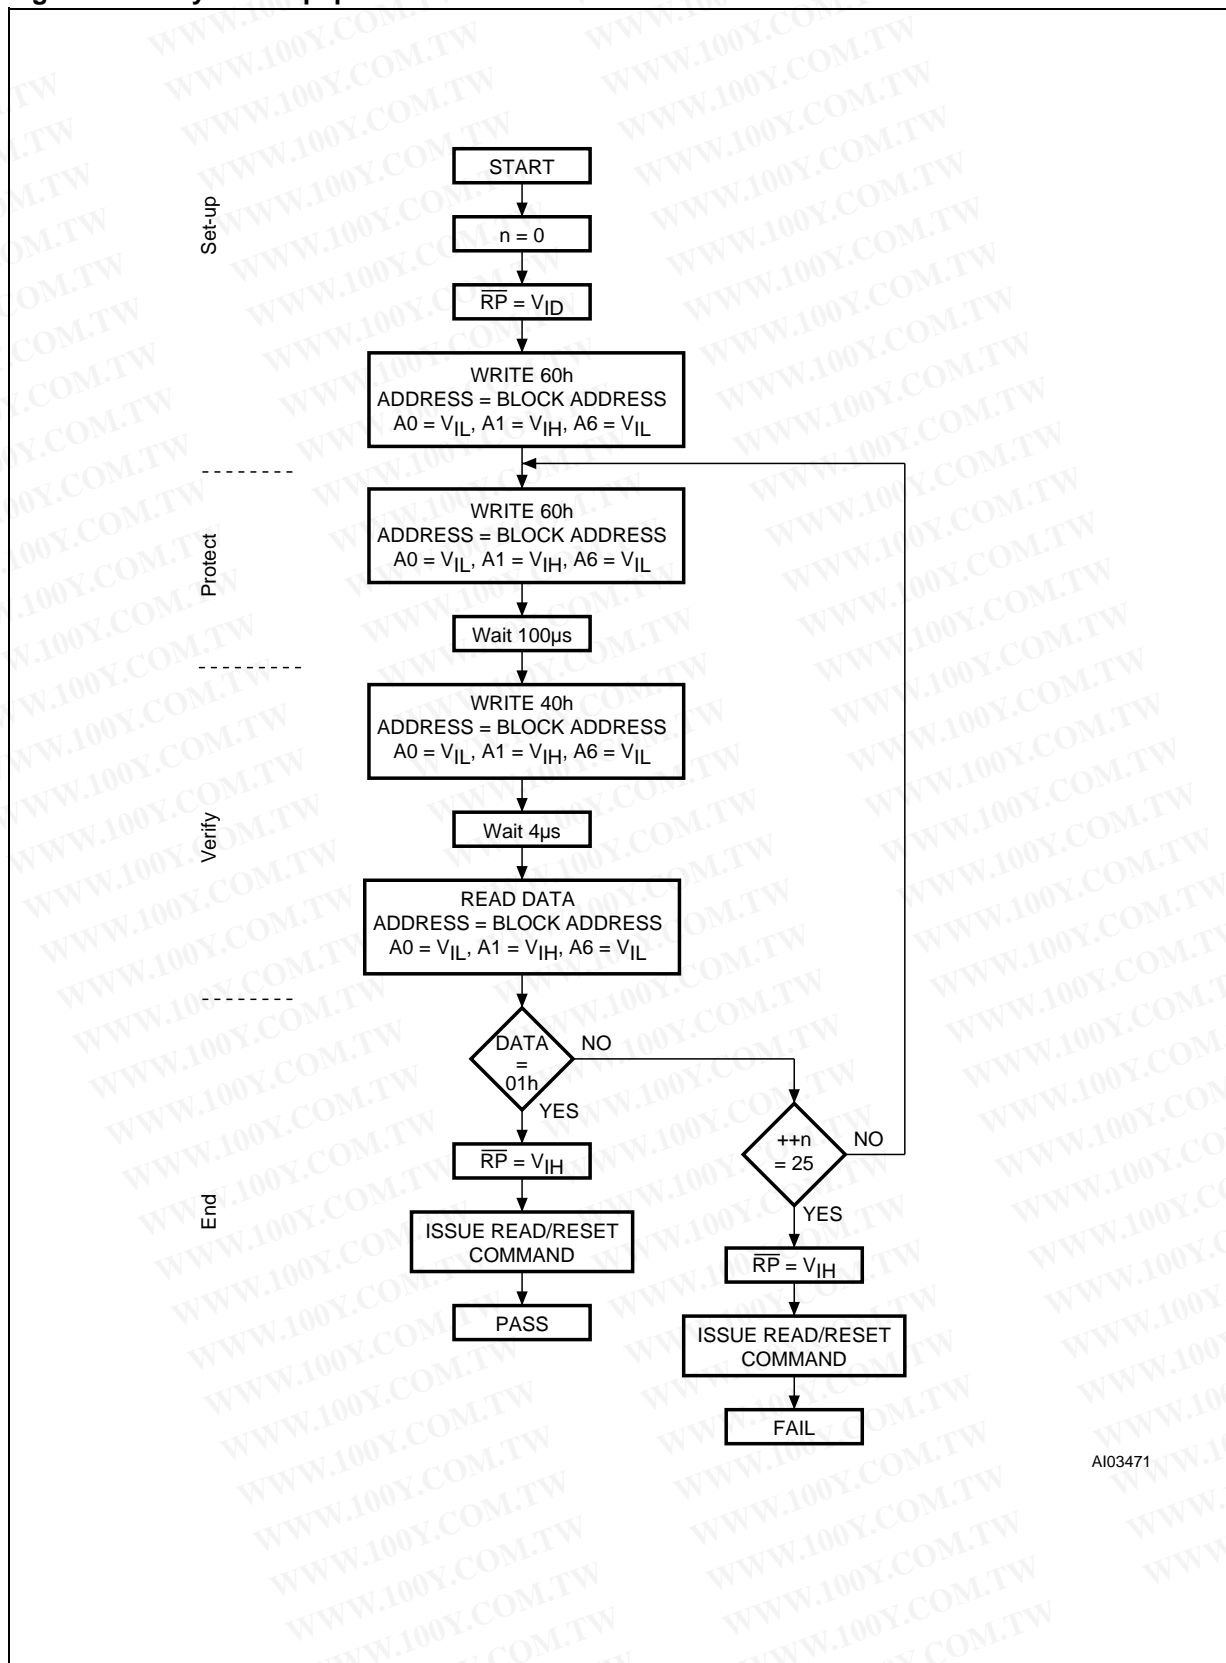 Set-up
START
n = 0
R̅P̅ = VID
WRITE 60h
ADDRESS = BLOCK ADDRESS
A0 = VIL, A1 = VIH, A6 = VIL
Protect
WRITE 60h
ADDRESS = BLOCK ADDRESS
A0 = VIL, A1 = VIH, A6 = VIL
Wait 100µs
Verify
WRITE 40h
ADDRESS = BLOCK ADDRESS
A0 = VIL, A1 = VIH, A6 = VIL
Wait 4µs
READ DATA
ADDRESS = BLOCK ADDRESS
A0 = VIL, A1 = VIH, A6 = VIL
End
DATA
=
01h
NO
YES
++n
= 25
NO
YES
R̅P̅ = VIH
ISSUE READ/RESET
COMMAND
PASS
R̅P̅ = VIH
ISSUE READ/RESET
COMMAND
FAIL
AI03471
WWW.100Y.COM.TW